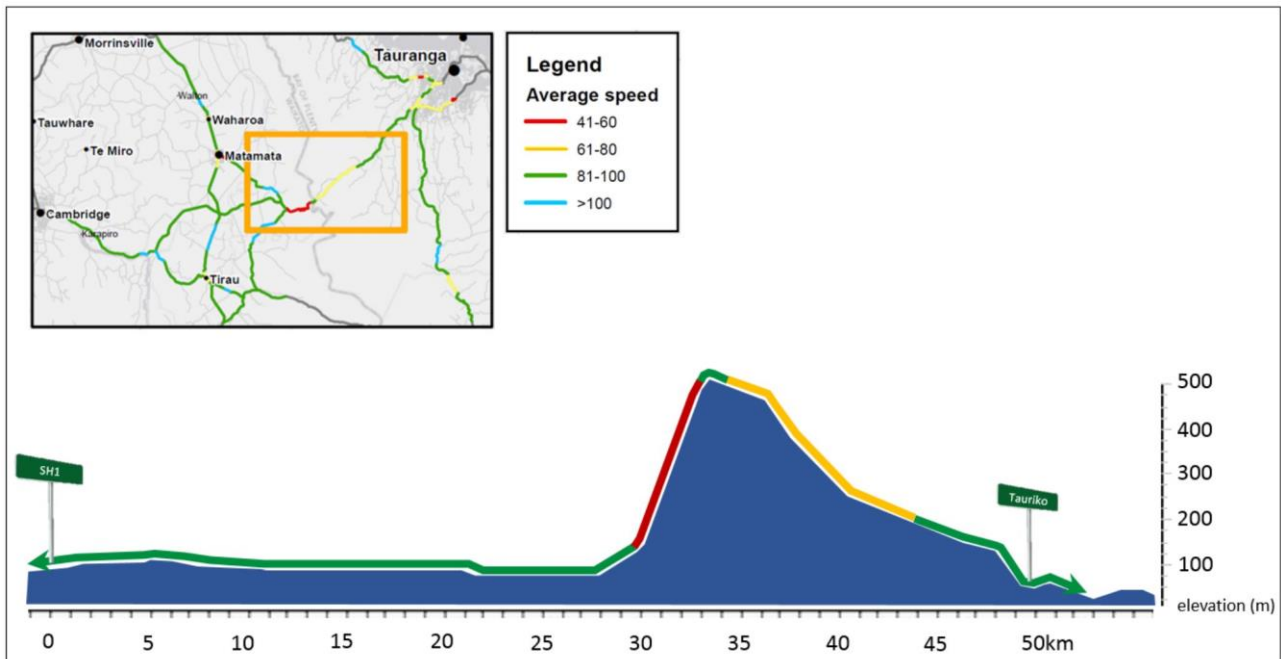 Morrinsville
Tauranga
Walton
Tauwhare
Waharoa
Te Miro
Matamata
Cambridge
Karapiro
Tirau
Legend
Average speed
41-60
61-80
81-100
>100
SH1
Tauriko
500
400
300
200
100
elevation (m)
0
5
10
15
20
25
30
35
40
45
50km